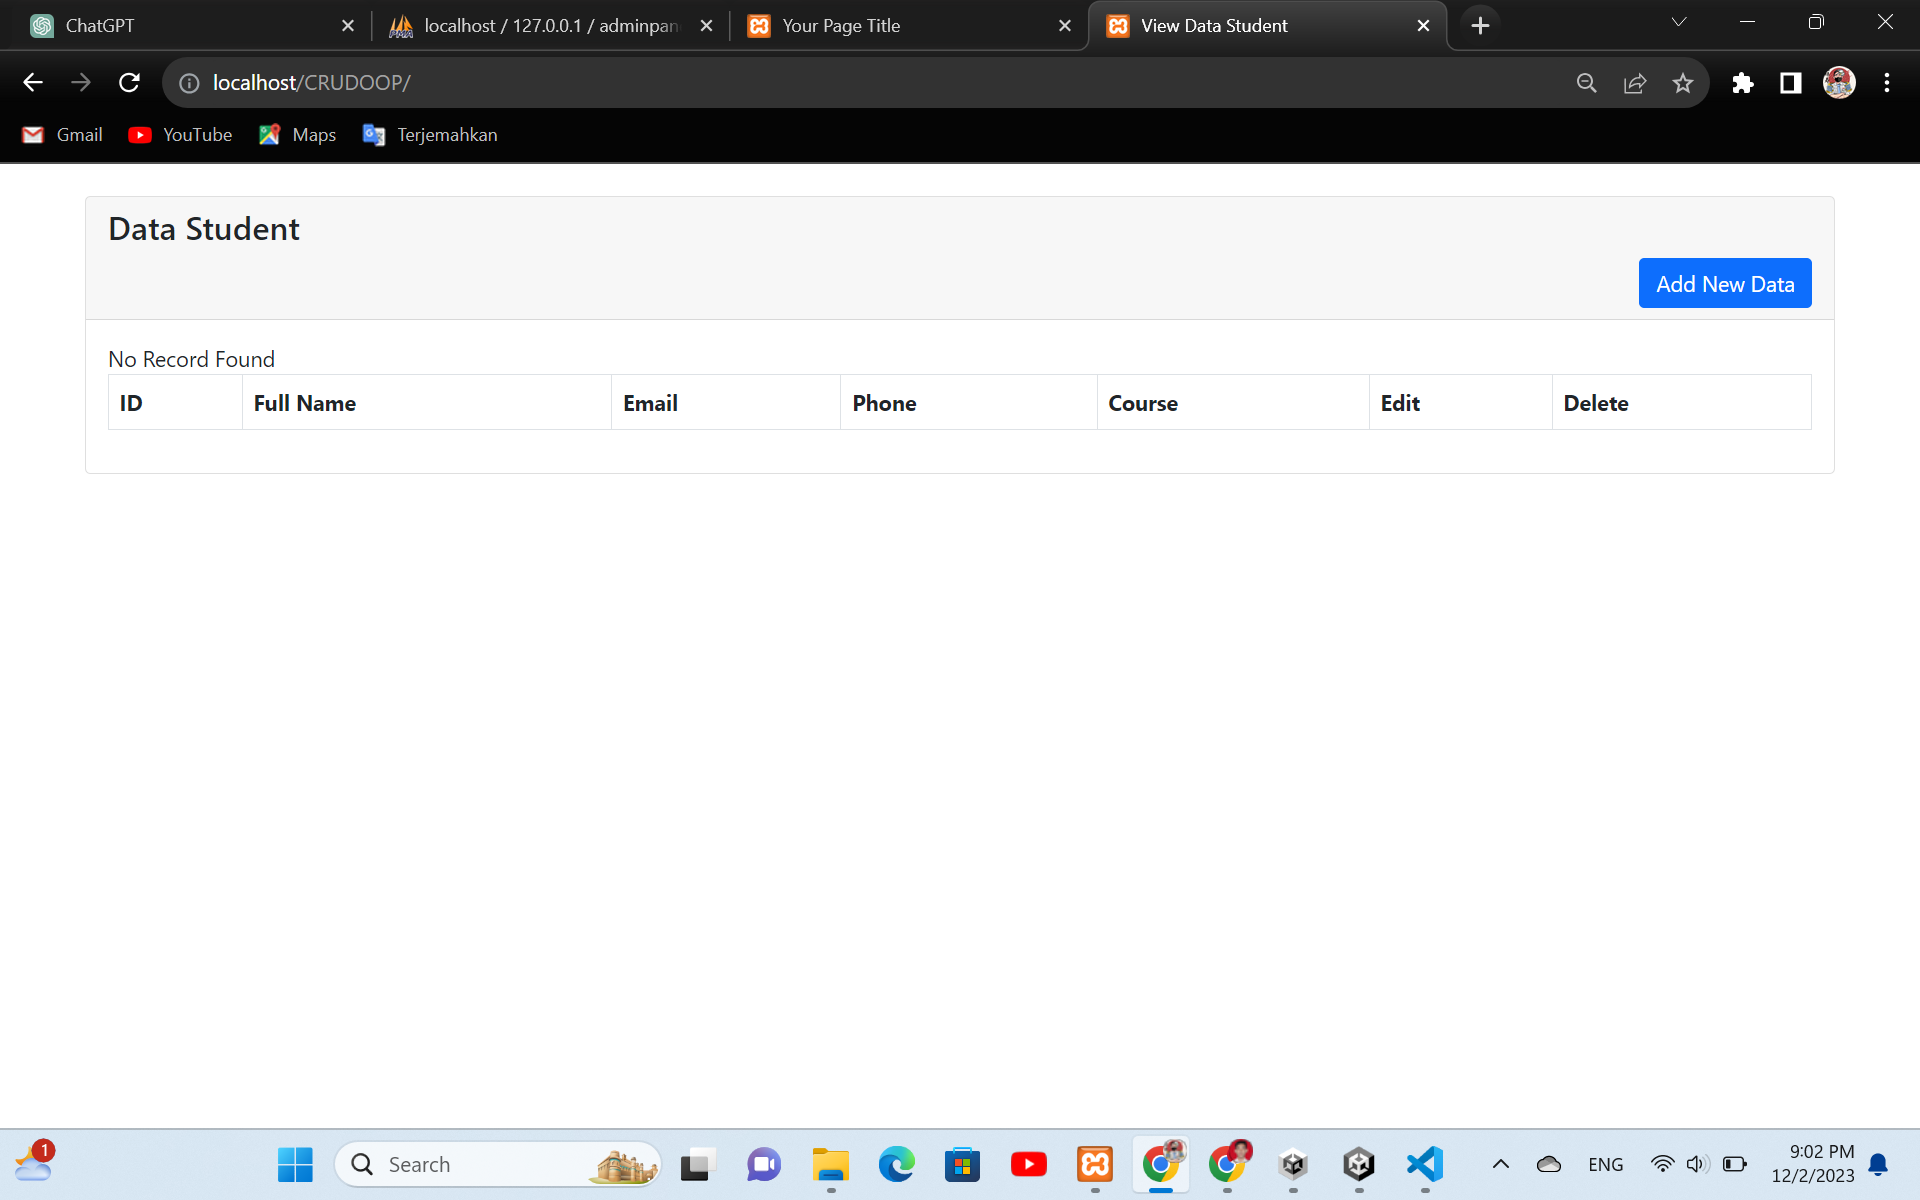 ChatGPT
localhost / 127.0.0.1 / adminpan
Your Page Title
View Data Student
localhost/CRUDOOP/
Gmail
YouTube
Maps
Terjemahkan
Data Student
Add New Data
No Record Found
ID Full Name Email Phone Course Edit Delete
1
Search
ENG
9:02 PM
12/2/2023